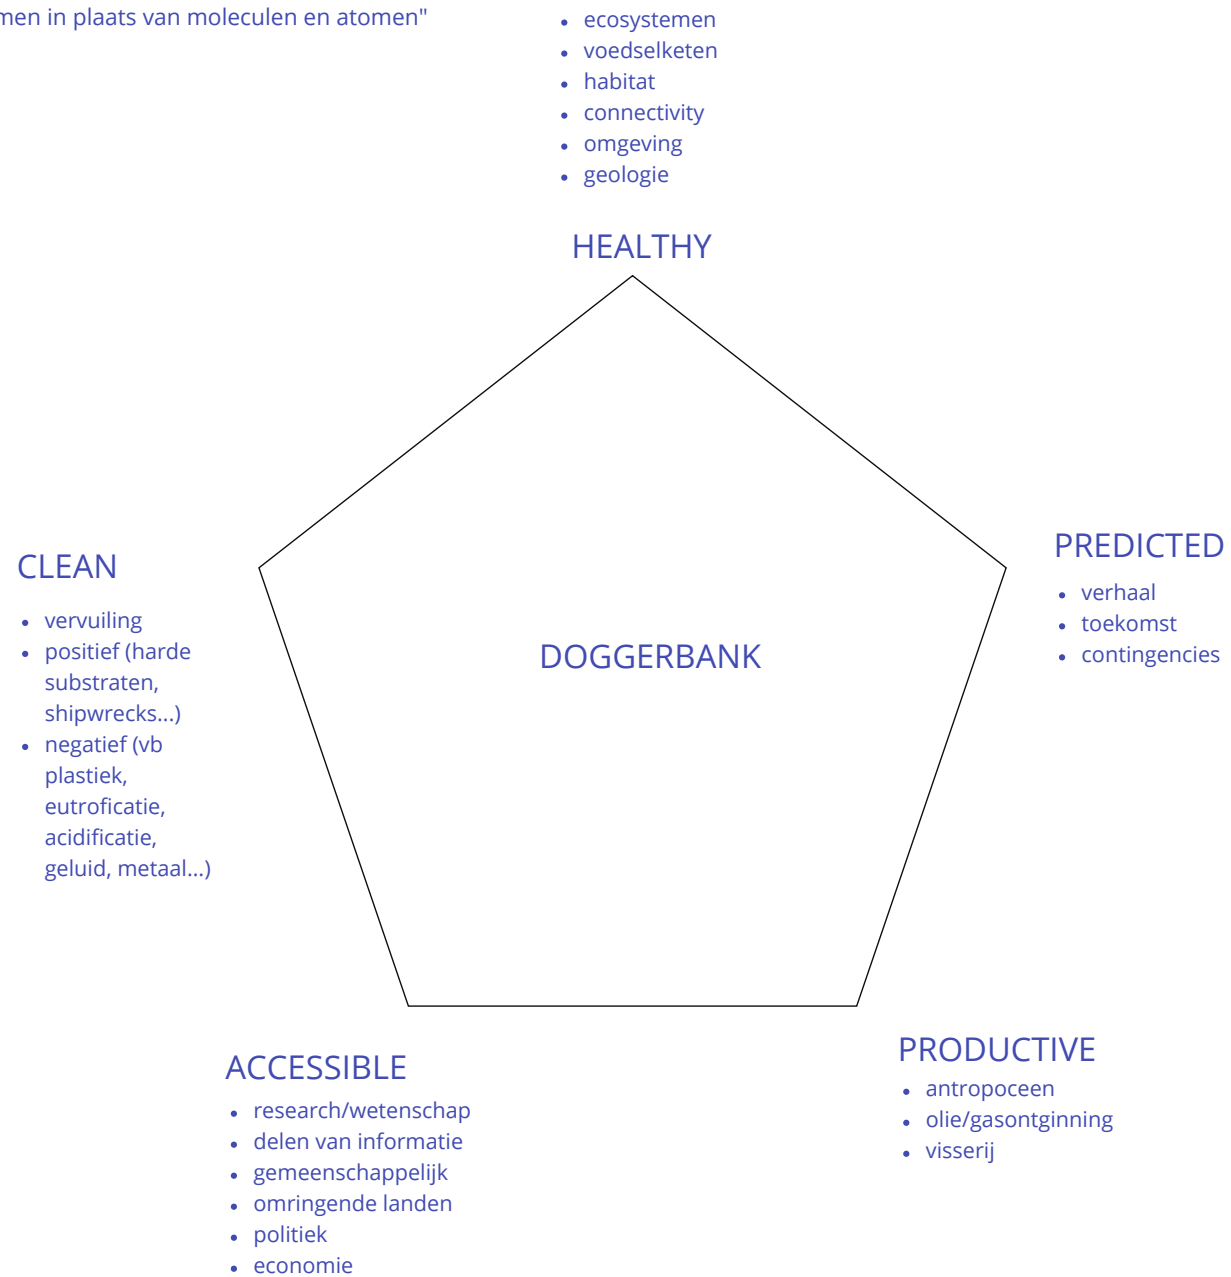 men in plaats van moleculen en atomen"
• ecosystemen
• voedselketen
• habitat
• connectivity
• omgeving
• geologie
HEALTHY
CLEAN
• vervuiling
• positief (harde
substraten,
shipwrecks...)
• negatief (vb
plastiek,
eutroficatie,
acidificatie,
geluid, metaal...)
DOGGERBANK
PREDICTED
• verhaal
• toekomst
• contingencies
ACCESSIBLE
• research/wetenschap
• delen van informatie
• gemeenschappelijk
• omringende landen
• politiek
• economie
PRODUCTIVE
• antropoceen
• olie/gasontginning
• visserij